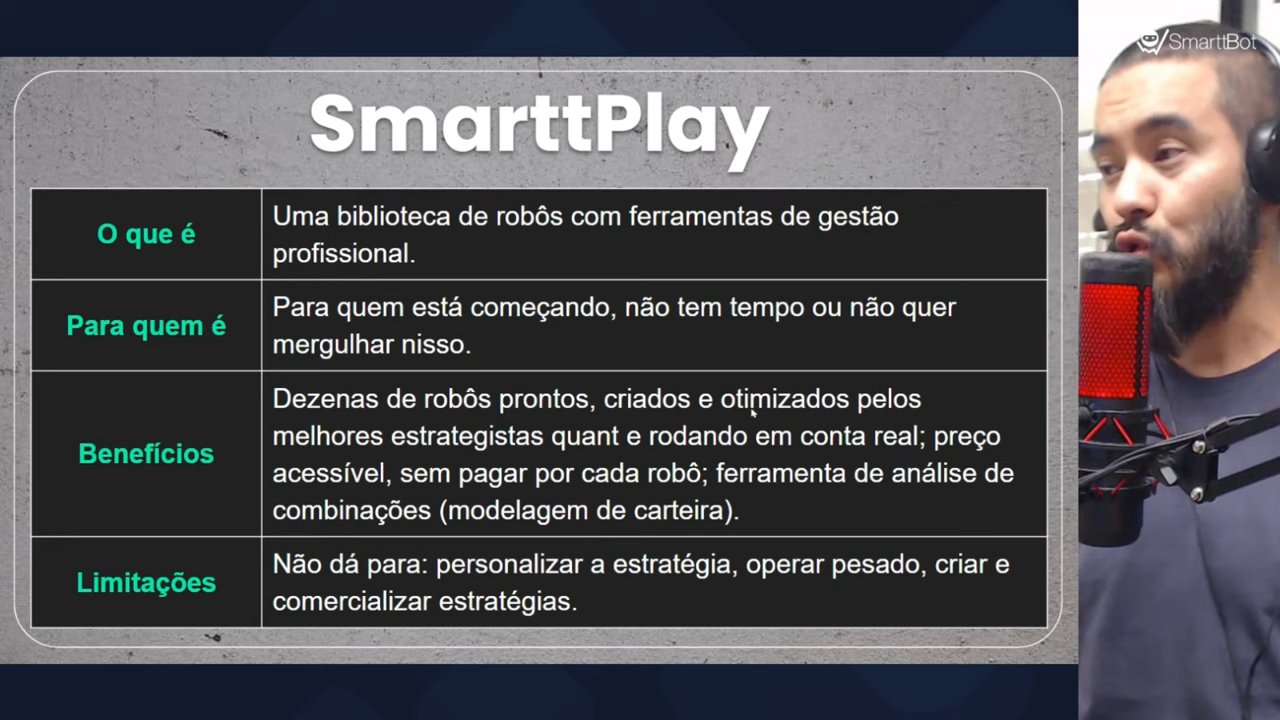 SmarttBot
SmarttPlay
O que é
Uma biblioteca de robôs com ferramentas de gestão
profissional.
Para quem é
Para quem está começando, não tem tempo ou não quer
mergulhar nisso.
Benefícios
Dezenas de robôs prontos, criados e otimizados pelos
melhores estrategistas quant e rodando em conta real; preço
acessível, sem pagar por cada robô; ferramenta de análise de
combinações (modelagem de carteira).
Limitações
Não dá para: personalizar a estratégia, operar pesado, criar e
comercializar estratégias.